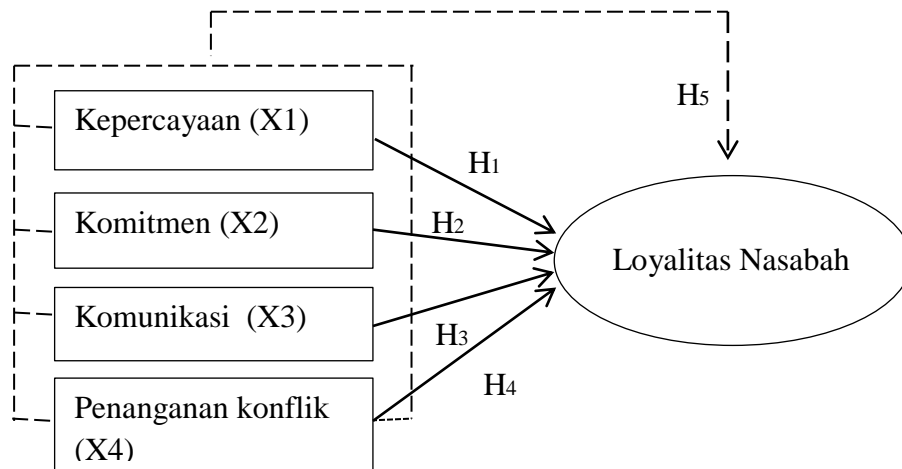 H5
Kepercayaan (X1)
H1
Komitmen (X2)
H2
Loyalitas Nasabah
Komunikasi (X3)
H3
H4
Penanganan konflik
(X4)